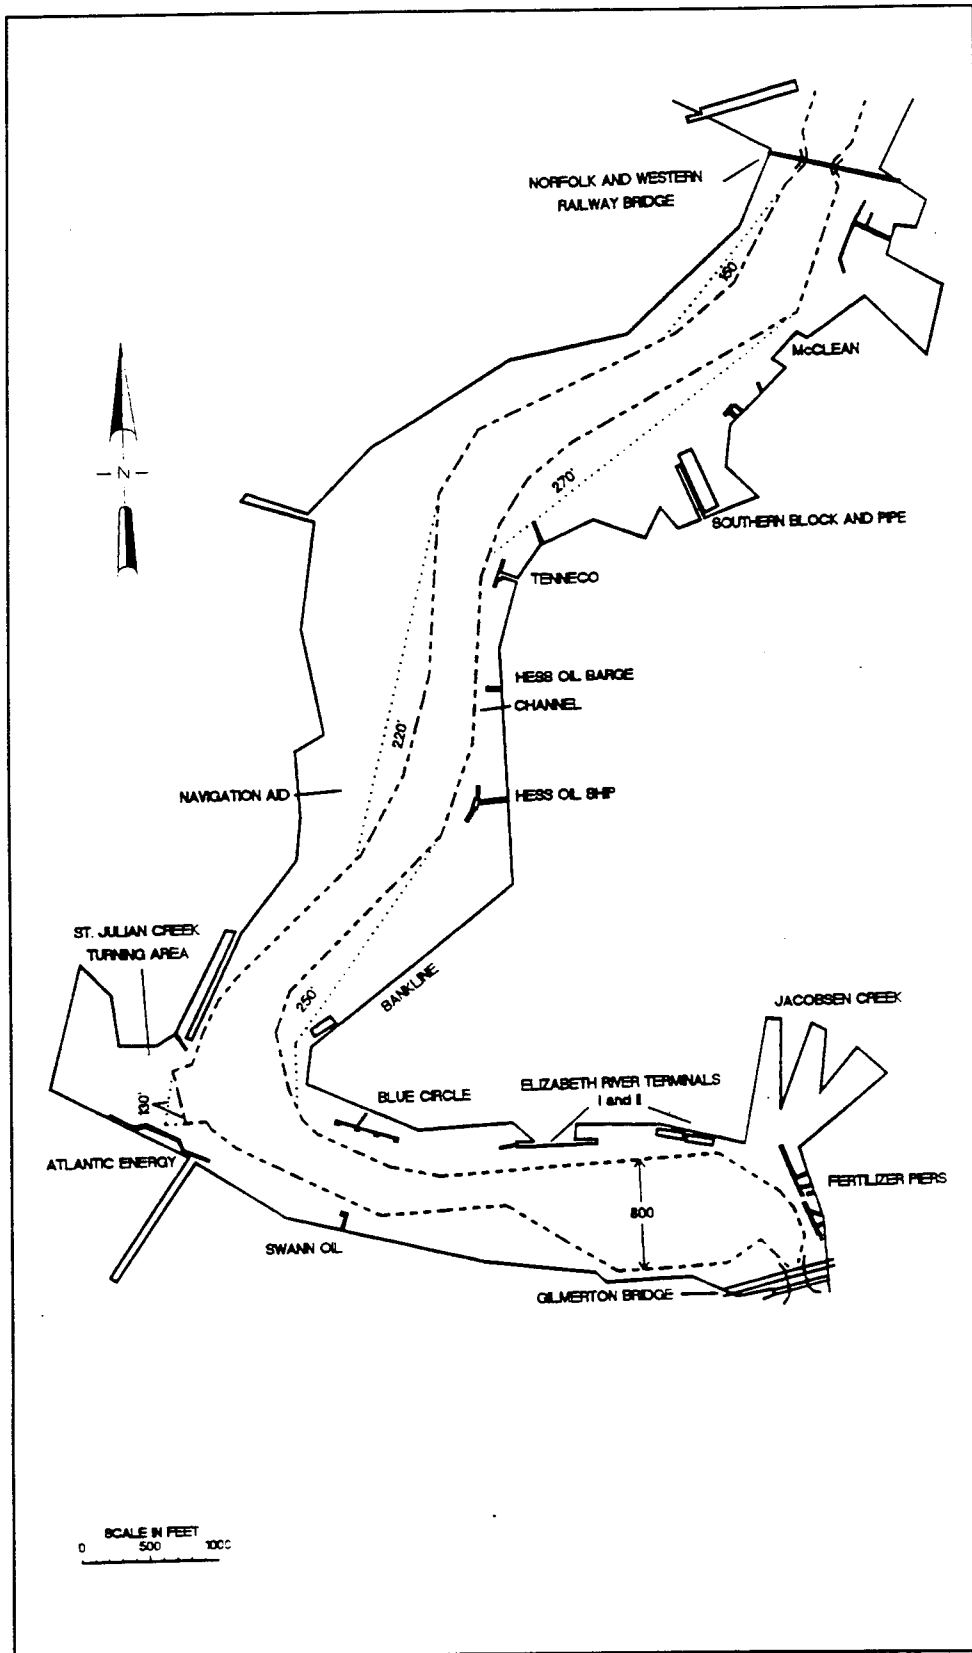 NORFOLK AND WESTERN
RAILWAY BRIDGE
150'
McCLEAN
N
270'
SOUTHERN BLOCK AND PIPE
TENNECO
HESS OIL BARGE
CHANNEL
220'
NAVIGATION AID
HESS OIL SHIP
ST. JULIAN CREEK
TURNING AREA
BANKLINE
250'
JACOBSEN CREEK
ELIZABETH RIVER TERMINALS
I and II
BLUE CIRCLE
130'
ATLANTIC ENERGY
FERTILIZER PIERS
800
SWANN OIL
GILMERTON BRIDGE
SCALE IN FEET
0 500 1000